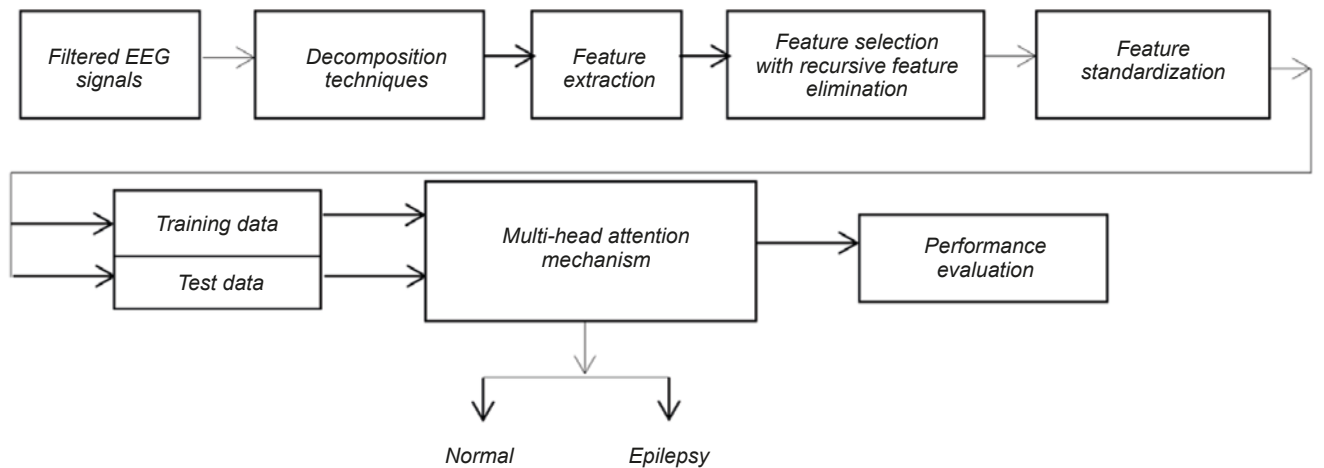 Filtered EEG
signals
Decomposition
techniques
Feature
extraction
Feature selection
with recursive feature
elimination
Feature
standardization
Training data
Test data
Multi-head attention
mechanism
Performance
evaluation
Normal
Epilepsy